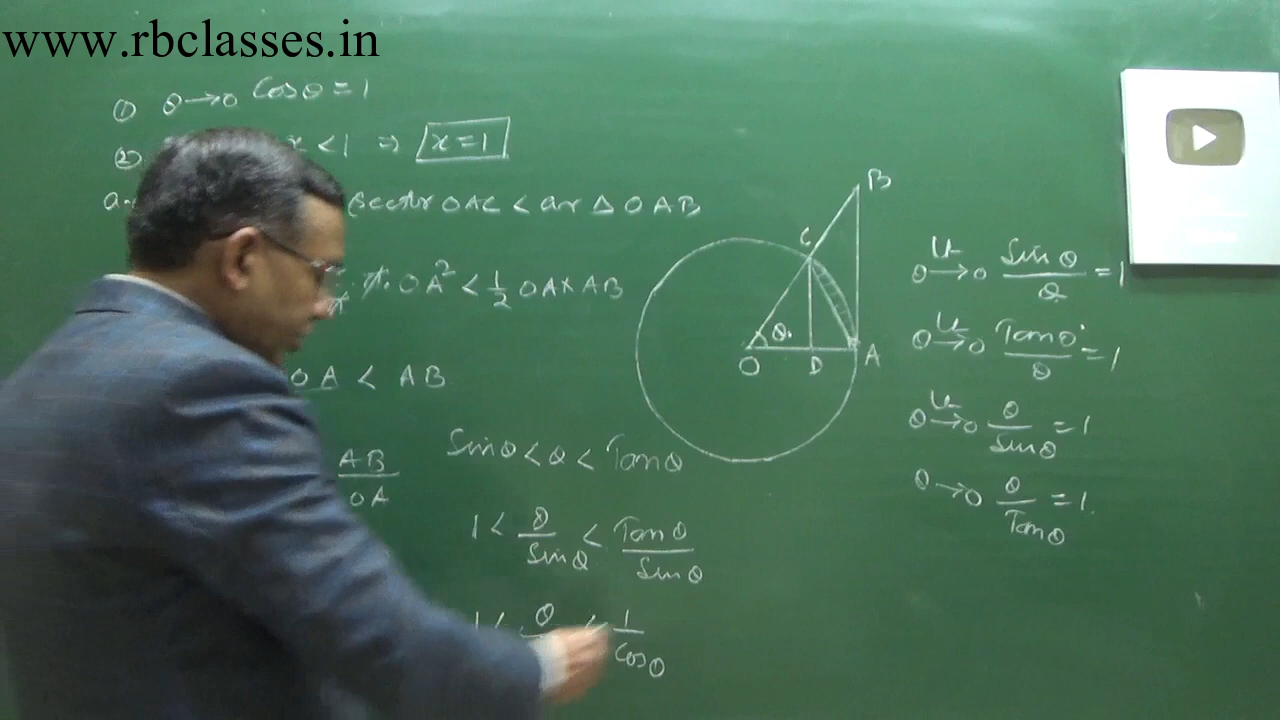 www.rbclasses.in
① θ→0 Cosθ = 1
② x < 1 ⇒ x = 1
a. Sector OAC < ar Δ OAB
π. OA² < 1/2 OA×AB
OA < AB
AB/OA
Sinθ < θ < Tanθ
1 < θ/Sinθ < Tanθ/Sinθ
1 < θ < 1/Cosθ
B
C
θ
O D A
Lt θ→0 Sinθ/θ = 1
Lt θ→0 Tanθ/θ = 1
Lt θ→0 θ/Sinθ = 1
θ→0 θ/Tanθ = 1.